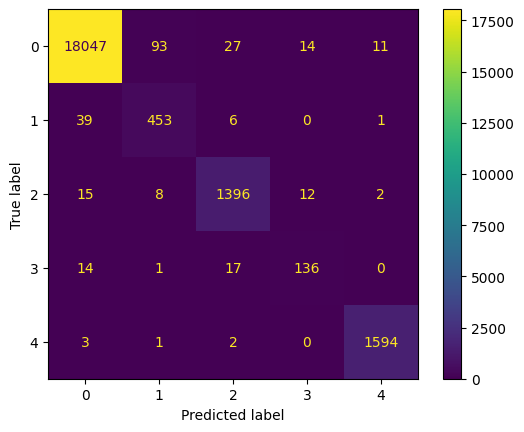 0 18047 93 27 14 11
1 39 453 6 0 1
2 15 8 1396 12 2
3 14 1 17 136 0
4 3 1 2 0 1594
0 1 2 3 4
Predicted label
True label
17500
15000
12500
10000
7500
5000
2500
0